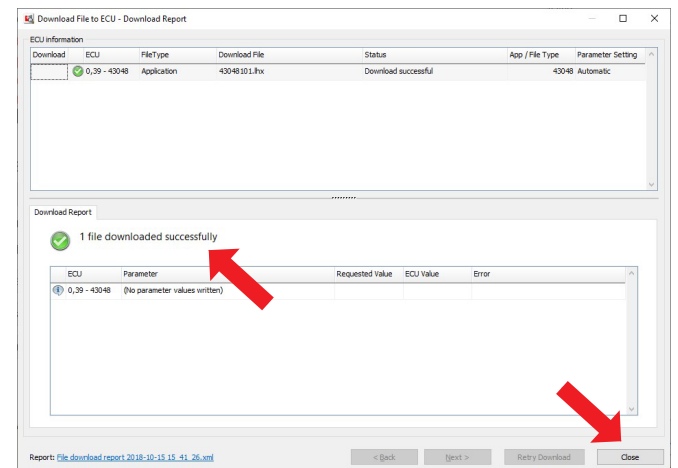 Download File to ECU - Download Report
ECU information
Download ECU FileType Download File Status App / File Type Parameter Setting
0,39 - 43048 Application 43048101.lhx Download successful 43048 Automatic
Download Report
1 file downloaded successfully
ECU Parameter Requested Value ECU Value Error
0,39 - 43048 (No parameter values written)
Report: File download report 2018-10-15 15_41_26.xml < Back Next > Retry Download Close